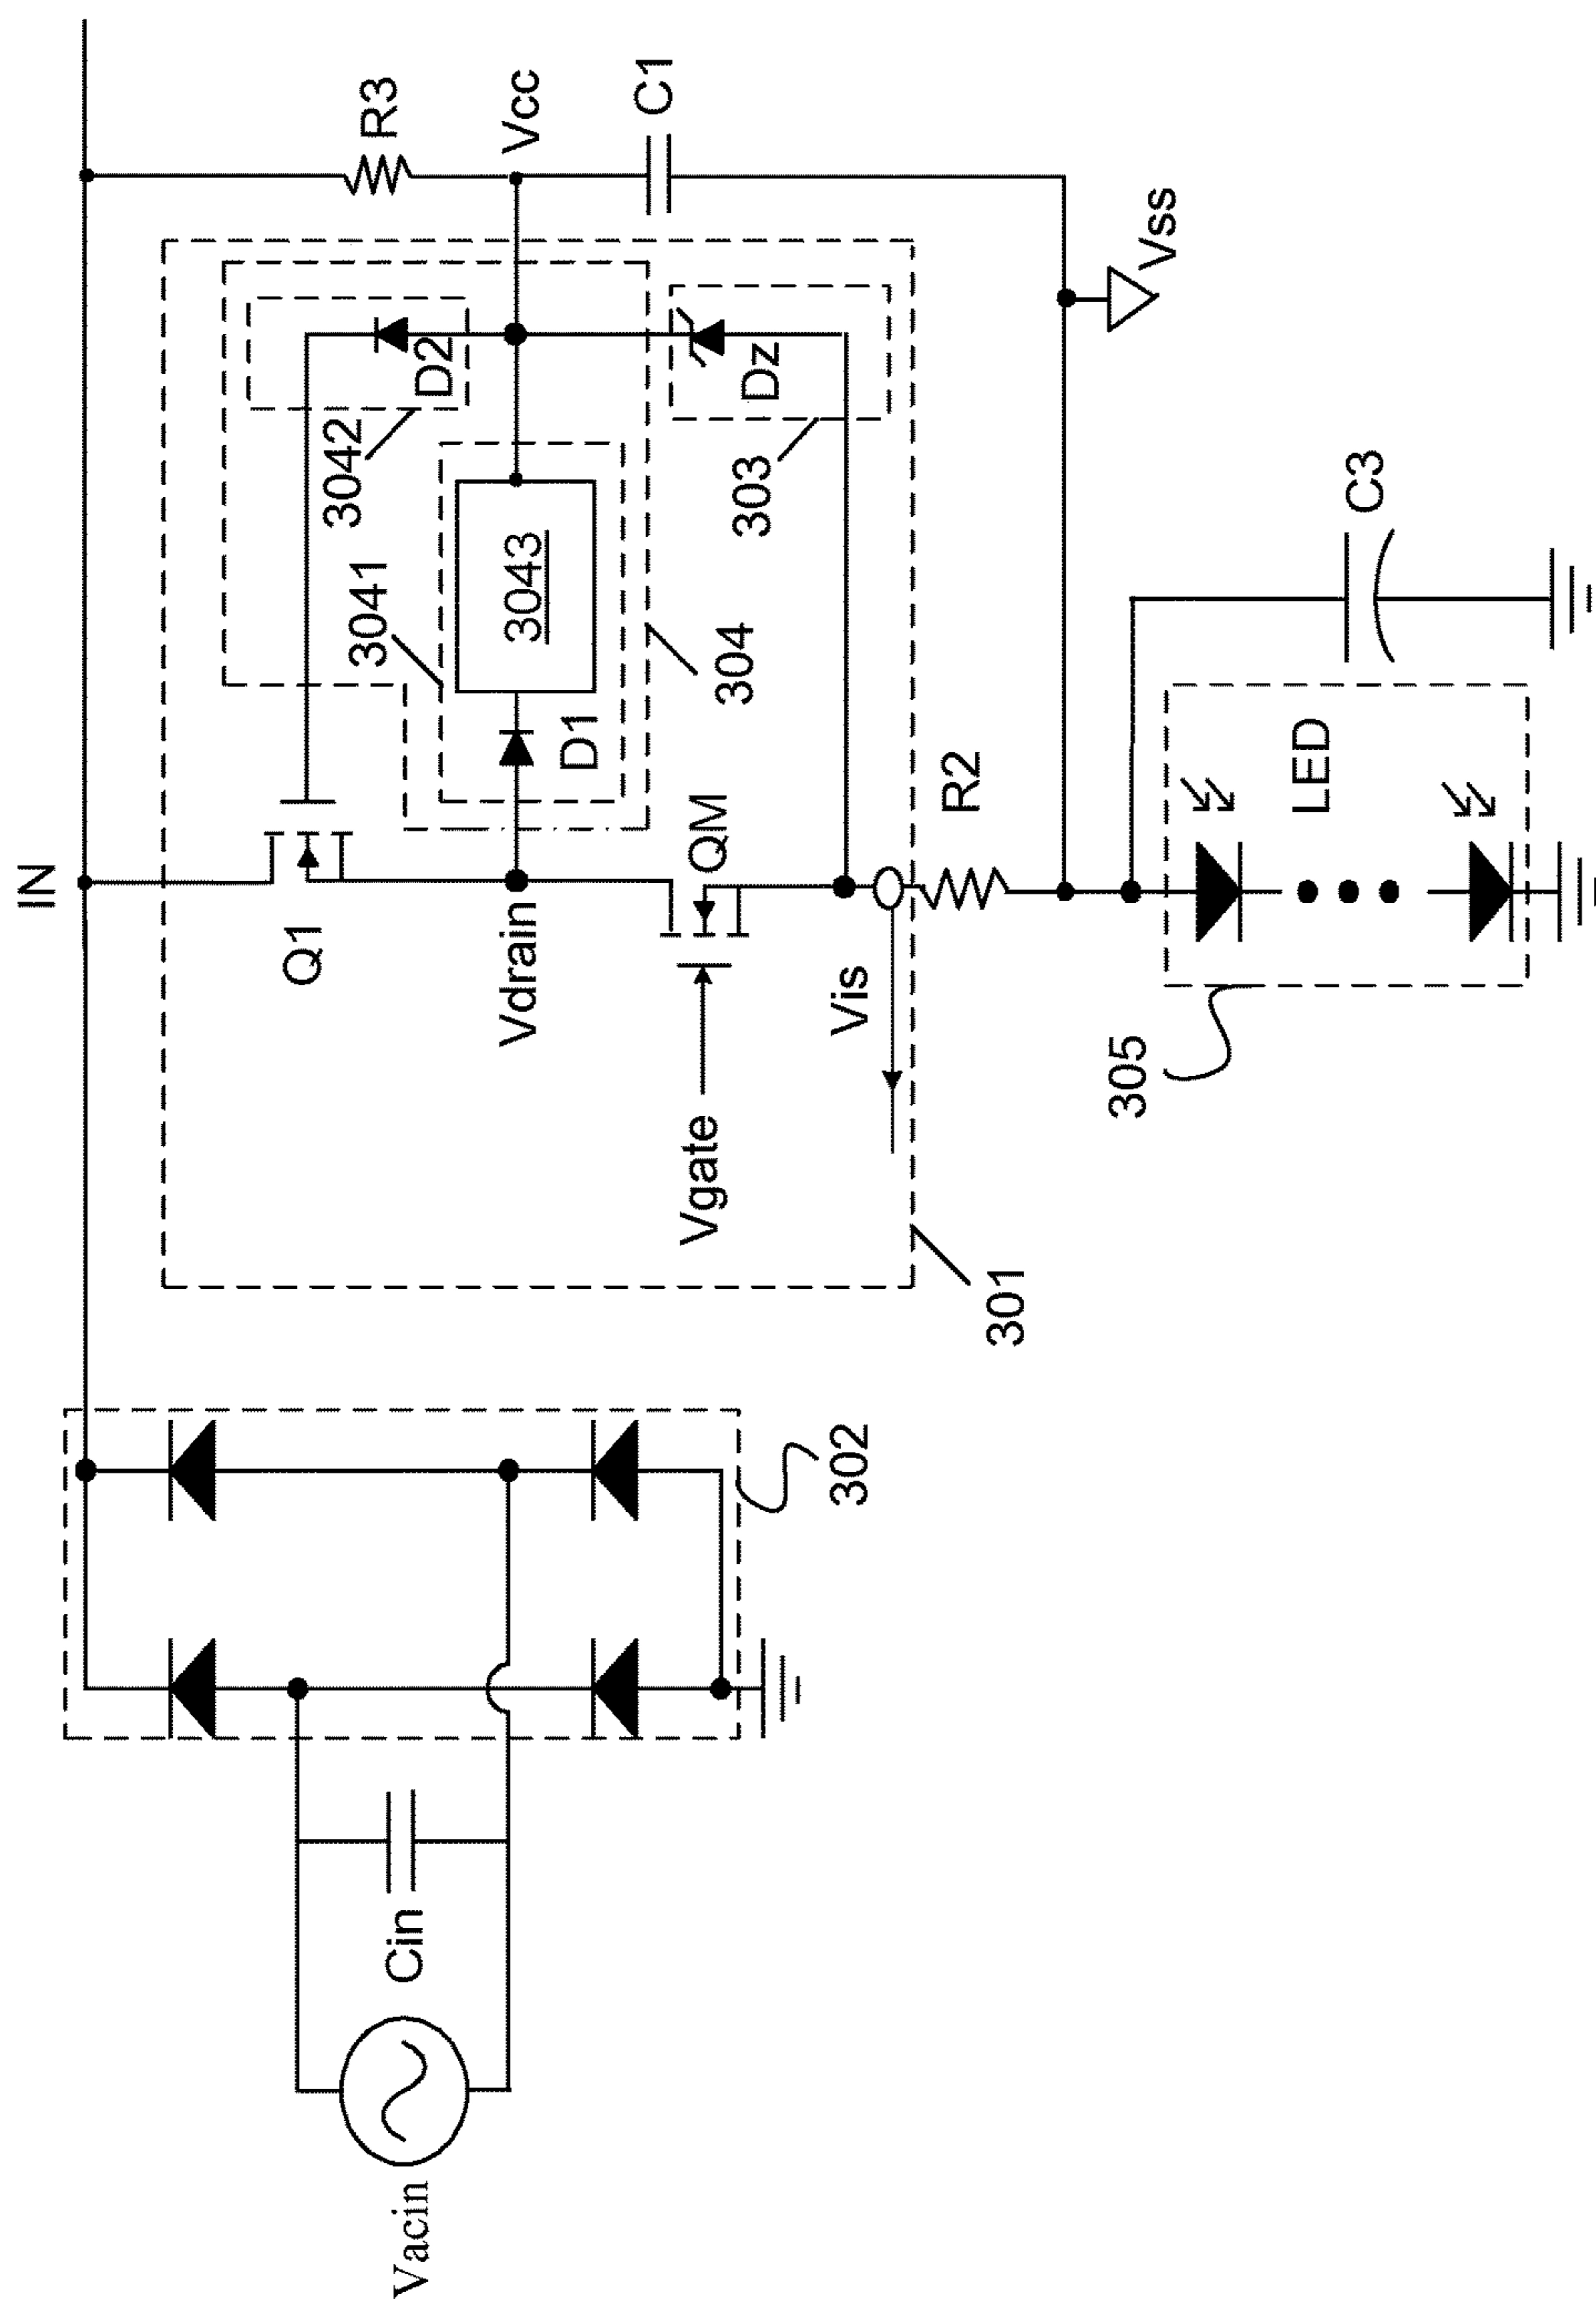 IN
R3
Vcc
C1
Q1
D2
3042
3041
3043
D1
304
Dz
303
Vdrain
QM
Vgate
Vis
R2
Vss
301
C3
LED
305
302
Cin
Vacin